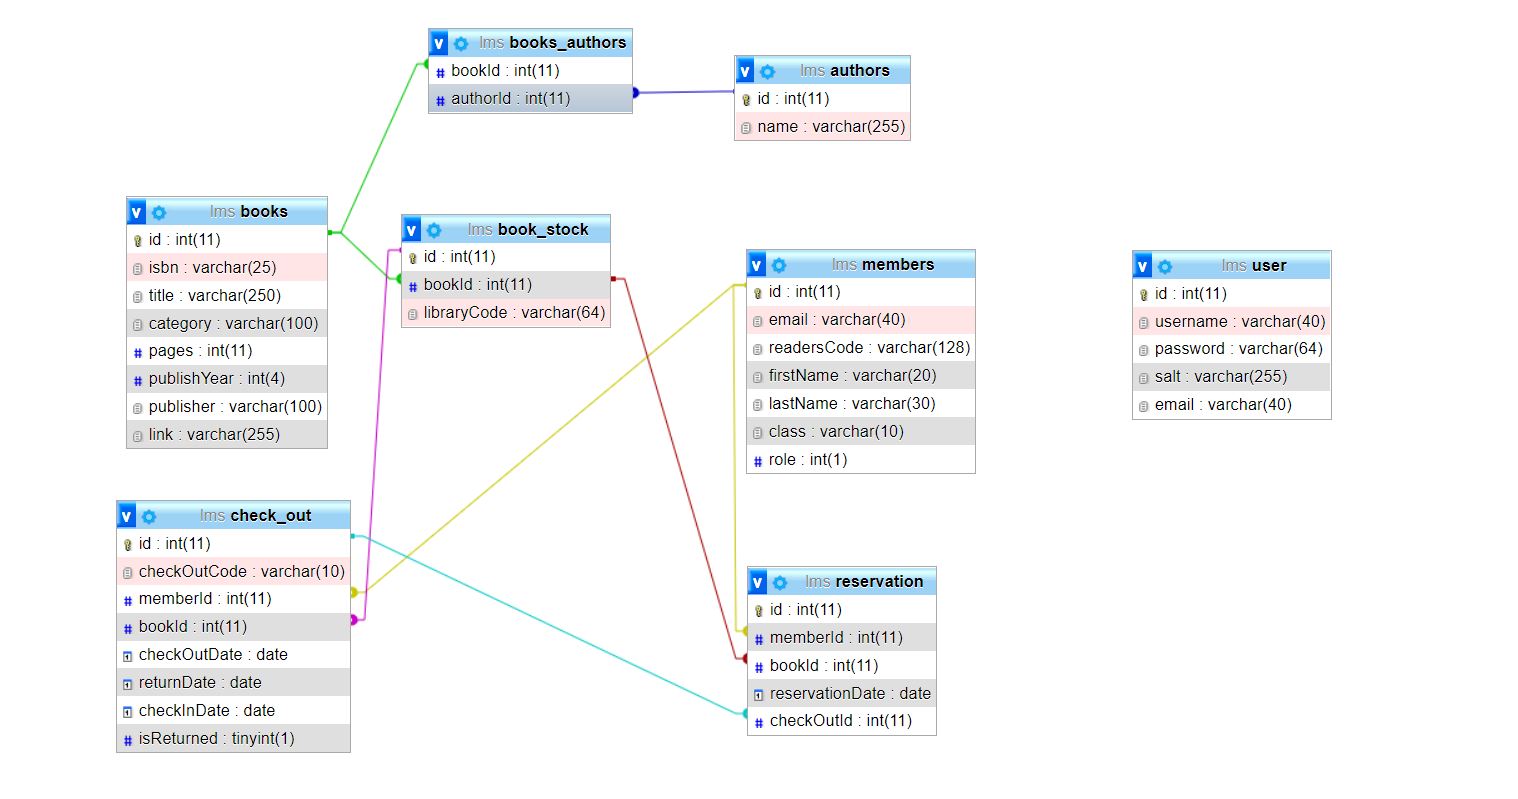 lms books_authors
bookId : int(11)
authorId : int(11)
lms authors
id : int(11)
name : varchar(255)
lms books
id : int(11)
isbn : varchar(25)
title : varchar(250)
category : varchar(100)
pages : int(11)
publishYear : int(4)
publisher : varchar(100)
link : varchar(255)
lms book_stock
id : int(11)
bookId : int(11)
libraryCode : varchar(64)
lms members
id : int(11)
email : varchar(40)
readersCode : varchar(128)
firstName : varchar(20)
lastName : varchar(30)
class : varchar(10)
role : int(1)
lms user
id : int(11)
username : varchar(40)
password : varchar(64)
salt : varchar(255)
email : varchar(40)
lms check_out
id : int(11)
checkOutCode : varchar(10)
memberId : int(11)
bookId : int(11)
checkOutDate : date
returnDate : date
checkInDate : date
isReturned : tinyint(1)
lms reservation
id : int(11)
memberId : int(11)
bookId : int(11)
reservationDate : date
checkOutId : int(11)